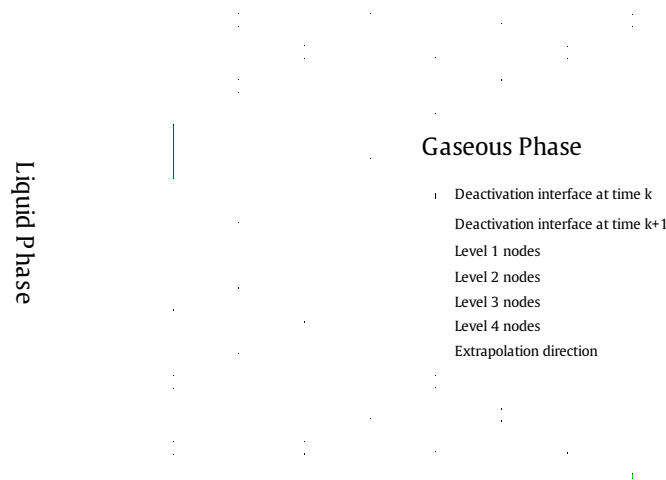 Liquid Phase
Gaseous Phase
Deactivation interface at time k
Deactivation interface at time k+1
Level 1 nodes
Level 2 nodes
Level 3 nodes
Level 4 nodes
Extrapolation direction